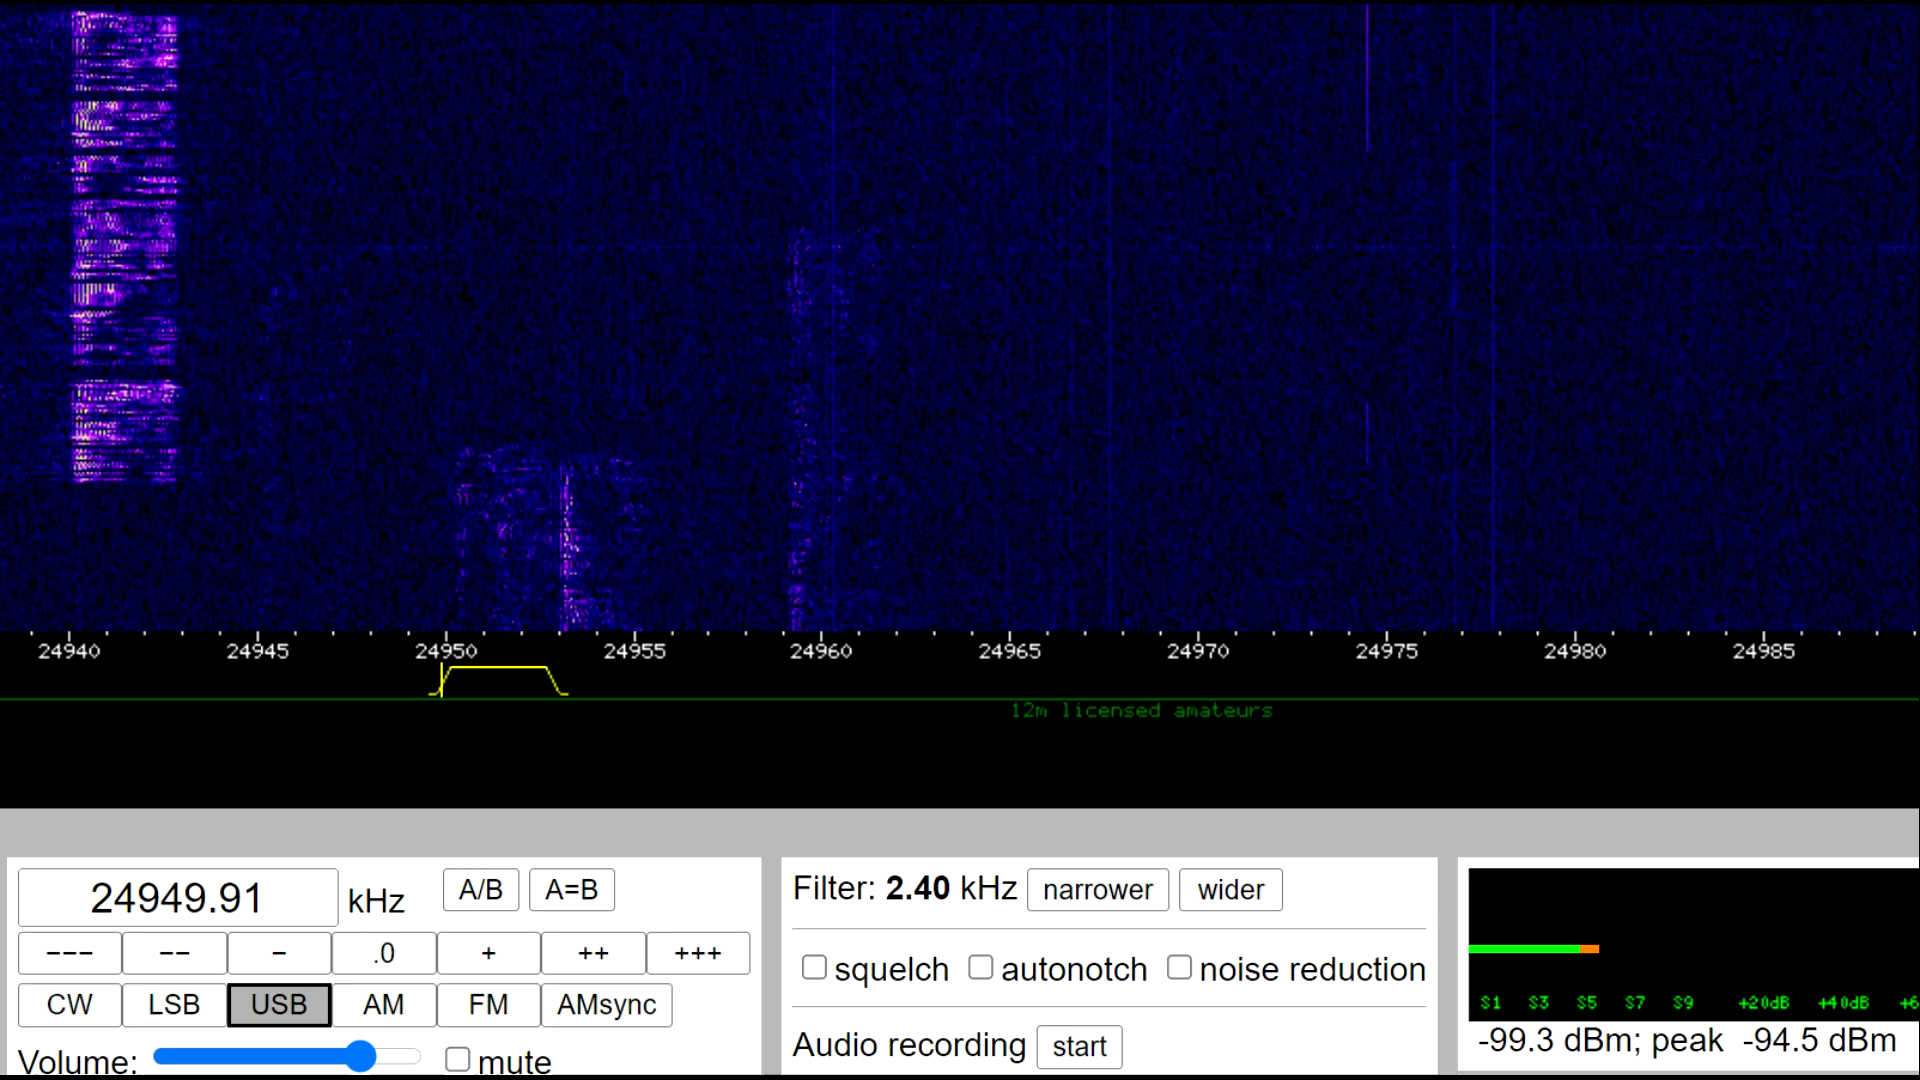 24940 24945 24950 24955 24960 24965 24970 24975 24980 24985
12m licensed amateurs
24949.91 kHz A/B A=B
--- -- - .0 + ++ +++
CW LSB USB AM FM AMsync
Volume: mute
Filter: 2.40 kHz narrower wider
squelch autonotch noise reduction
Audio recording start
S1 S3 S5 S7 S9 +20dB +40dB +6
-99.3 dBm; peak -94.5 dBm